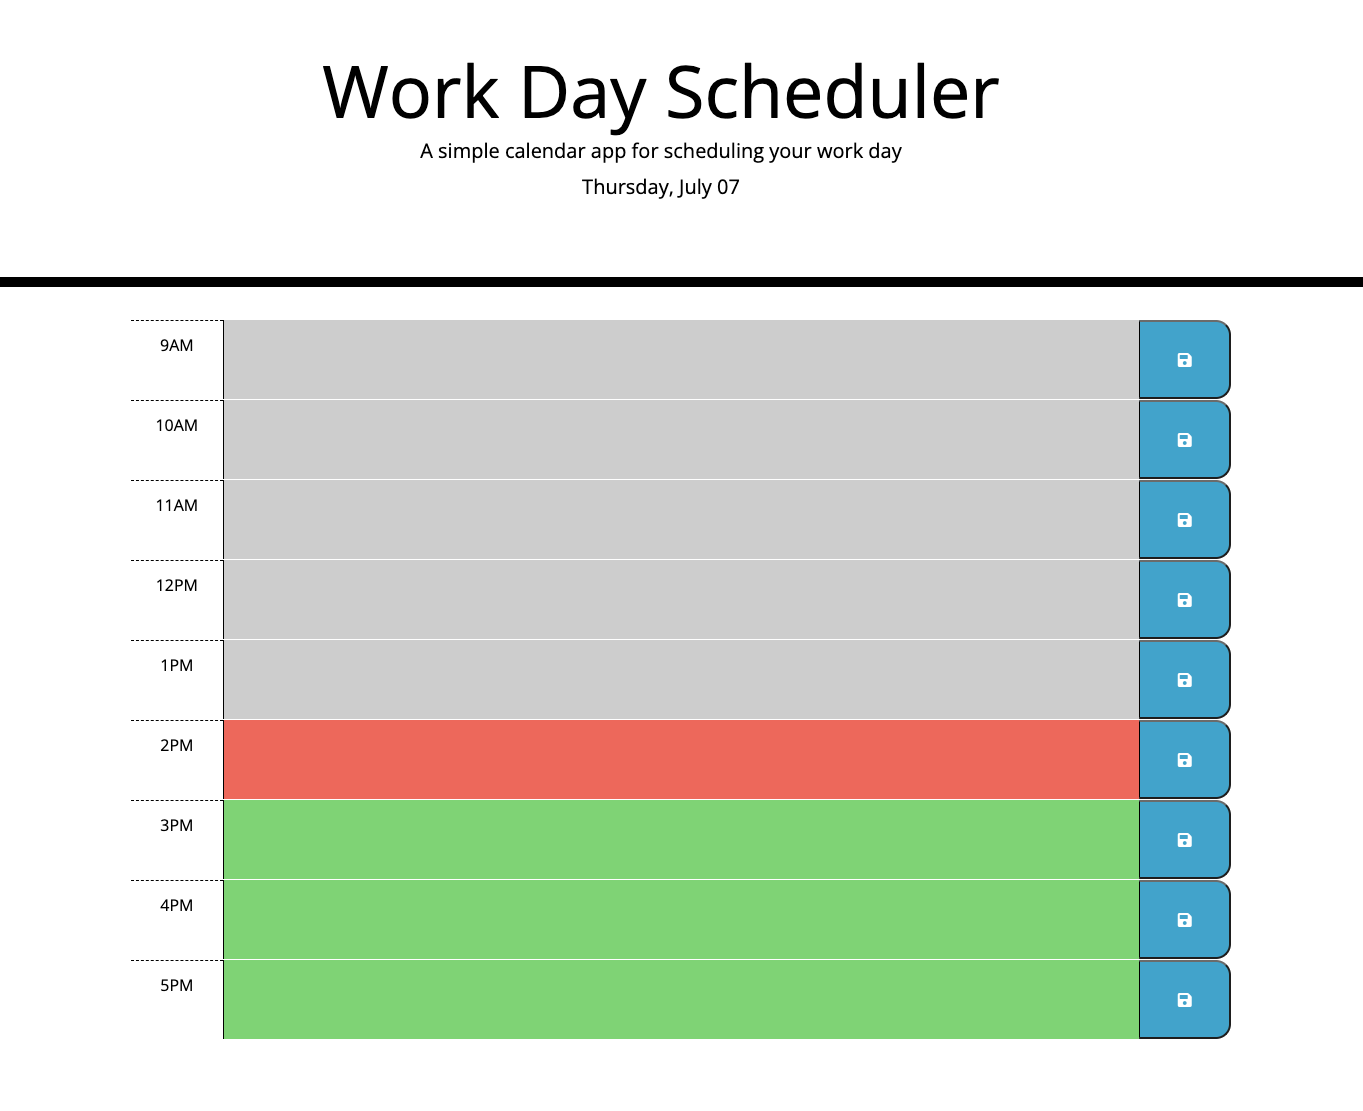 Work Day Scheduler
A simple calendar app for scheduling your work day
Thursday, July 07
9AM
10AM
11AM
12PM
1PM
2PM
3PM
4PM
5PM